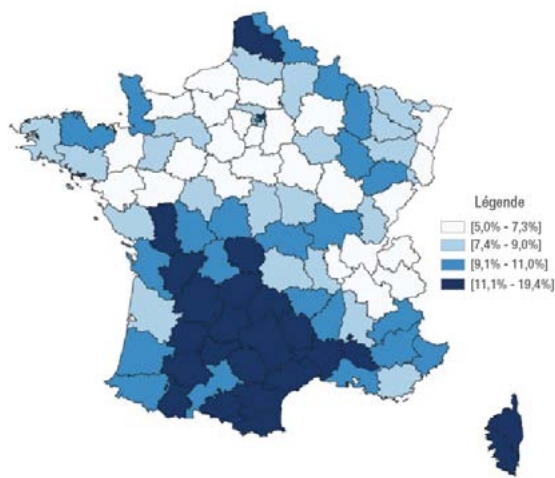 Légende
[5,0% - 7,3%]
[7,4% - 9,0%]
[9,1% - 11,0%]
[11,1% - 19,4%]